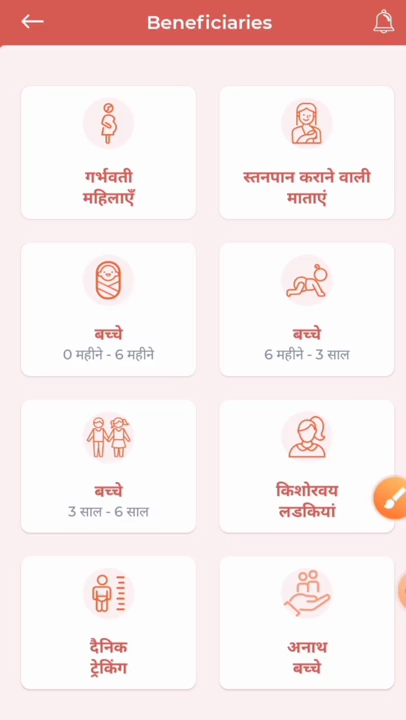 Beneficiaries
गर्भवती
महिलाएँ
स्तनपान कराने वाली
माताएं
बच्चे
0 महीने - 6 महीने
बच्चे
6 महीने - 3 साल
बच्चे
3 साल - 6 साल
किशोरवय
लडकियां
दैनिक
ट्रेकिंग
अनाथ
बच्चे